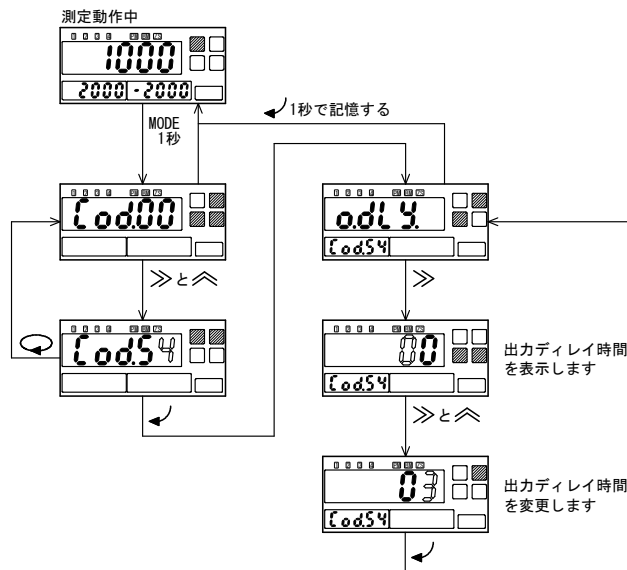 測定動作中
1000
2000 -2000
MODE
1秒
1秒で記憶する
Cod.00
o.dLY.
Cod.54
≫と≪
≫
Cod.54
00
Cod.54
出力ディレイ時間
を表示します
≫と≪
03
Cod.54
出力ディレイ時間
を変更します